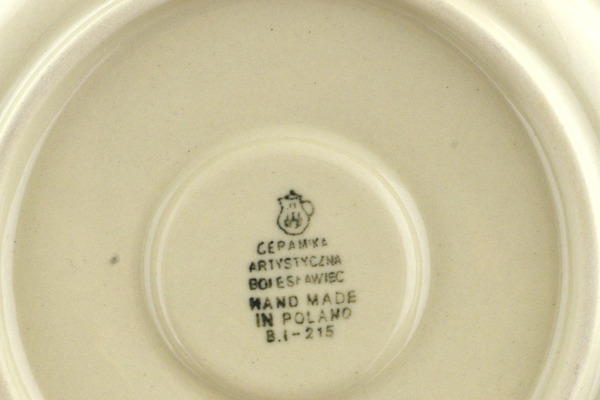 CERAMIKA
ARTYSTYCZNA
BOLESŁAWIEC
HAND MADE
IN POLAND
B.I-215